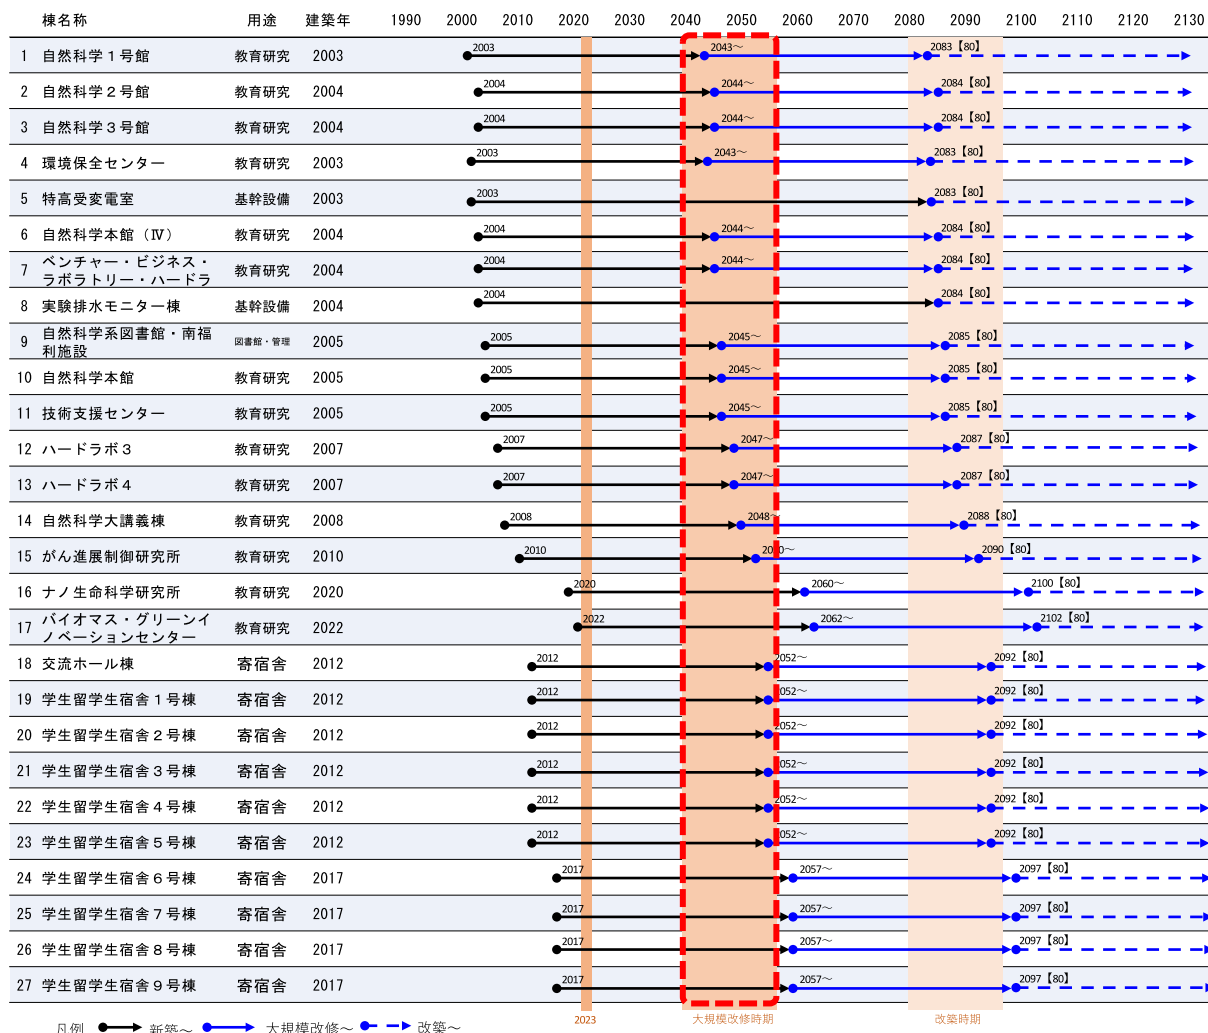 棟名称 用途 建築年 1990 2000 2010 2020 2030 2040 2050 2060 2070 2080 2090 2100 2110 2120 2130
1 自然科学１号館 教育研究 2003 2003 2043～ 2083【80】
2 自然科学２号館 教育研究 2004 2004 2044～ 2084【80】
3 自然科学３号館 教育研究 2004 2004 2044～ 2084【80】
4 環境保全センター 教育研究 2003 2003 2043～ 2083【80】
5 特高受変電室 基幹設備 2003 2003 2083【80】
6 自然科学本館（Ⅳ） 教育研究 2004 2004 2044～ 2084【80】
7 ベンチャー・ビジネス・
ラボラトリー・ハードラ 教育研究 2004 2004 2044～ 2084【80】
8 実験排水モニター棟 基幹設備 2004 2004 2084【80】
9 自然科学系図書館・南福
利施設 図書館・管理 2005 2005 2045～ 2085【80】
10 自然科学本館 教育研究 2005 2005 2045～ 2085【80】
11 技術支援センター 教育研究 2005 2005 2045～ 2085【80】
12 ハードラボ３ 教育研究 2007 2007 2047～ 2087【80】
13 ハードラボ４ 教育研究 2007 2007 2047～ 2087【80】
14 自然科学大講義棟 教育研究 2008 2008 2048～ 2088【80】
15 がん進展制御研究所 教育研究 2010 2010 2050～ 2090【80】
16 ナノ生命科学研究所 教育研究 2020 2020 2060～ 2100【80】
17 バイオマス・グリーンイ
ノベーションセンター 教育研究 2022 2022 2062～ 2102【80】
18 交流ホール棟 寄宿舎 2012 2012 2052～ 2092【80】
19 学生留学生宿舎１号棟 寄宿舎 2012 2012 2052～ 2092【80】
20 学生留学生宿舎２号棟 寄宿舎 2012 2012 2052～ 2092【80】
21 学生留学生宿舎３号棟 寄宿舎 2012 2012 2052～ 2092【80】
22 学生留学生宿舎４号棟 寄宿舎 2012 2012 2052～ 2092【80】
23 学生留学生宿舎５号棟 寄宿舎 2012 2012 2052～ 2092【80】
24 学生留学生宿舎６号棟 寄宿舎 2017 2017 2057～ 2097【80】
25 学生留学生宿舎７号棟 寄宿舎 2017 2017 2057～ 2097【80】
26 学生留学生宿舎８号棟 寄宿舎 2017 2017 2057～ 2097【80】
27 学生留学生宿舎９号棟 寄宿舎 2017 2017 2057～ 2097【80】
2023 大規模改修時期 改築時期
凡例 新築～ 大規模改修～ 改築～